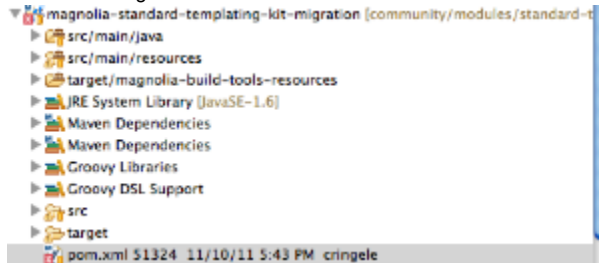 magnolia-standard-templating-kit-migration [community/modules/standard-t
src/main/java
src/main/resources
target/magnolia-build-tools-resources
JRE System Library [JavaSE-1.6]
Maven Dependencies
Maven Dependencies
Groovy Libraries
Groovy DSL Support
src
target
pom.xml 51324 11/10/11 5:43 PM cringele